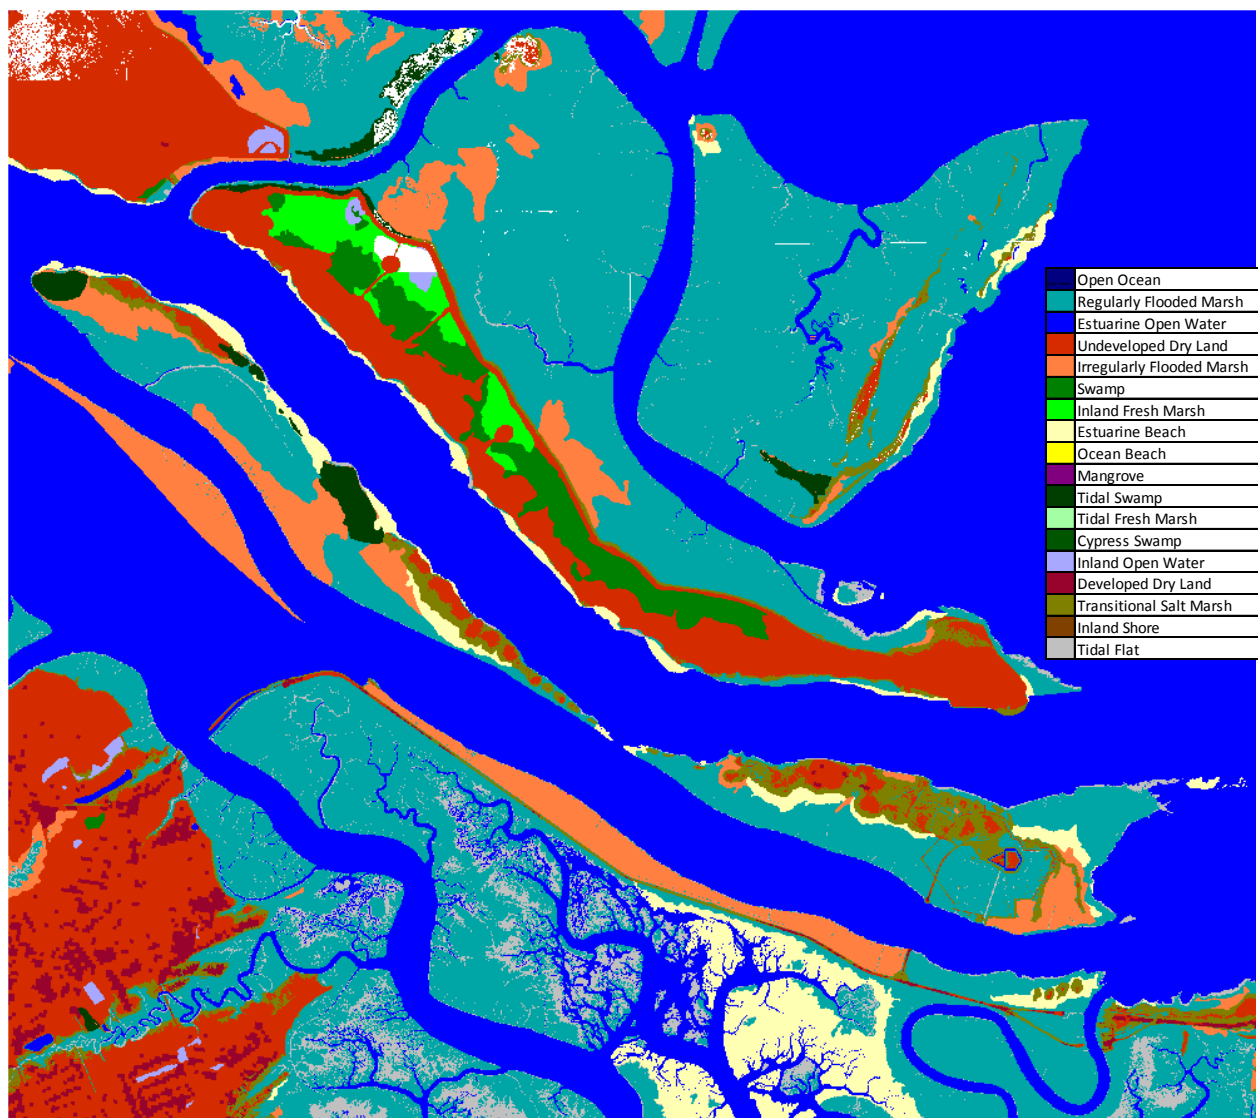 Open Ocean
Regularly Flooded Marsh
Estuarine Open Water
Undeveloped Dry Land
Irregularly Flooded Marsh
Swamp
Inland Fresh Marsh
Estuarine Beach
Ocean Beach
Mangrove
Tidal Swamp
Tidal Fresh Marsh
Cypress Swamp
Inland Open Water
Developed Dry Land
Transitional Salt Marsh
Inland Shore
Tidal Flat